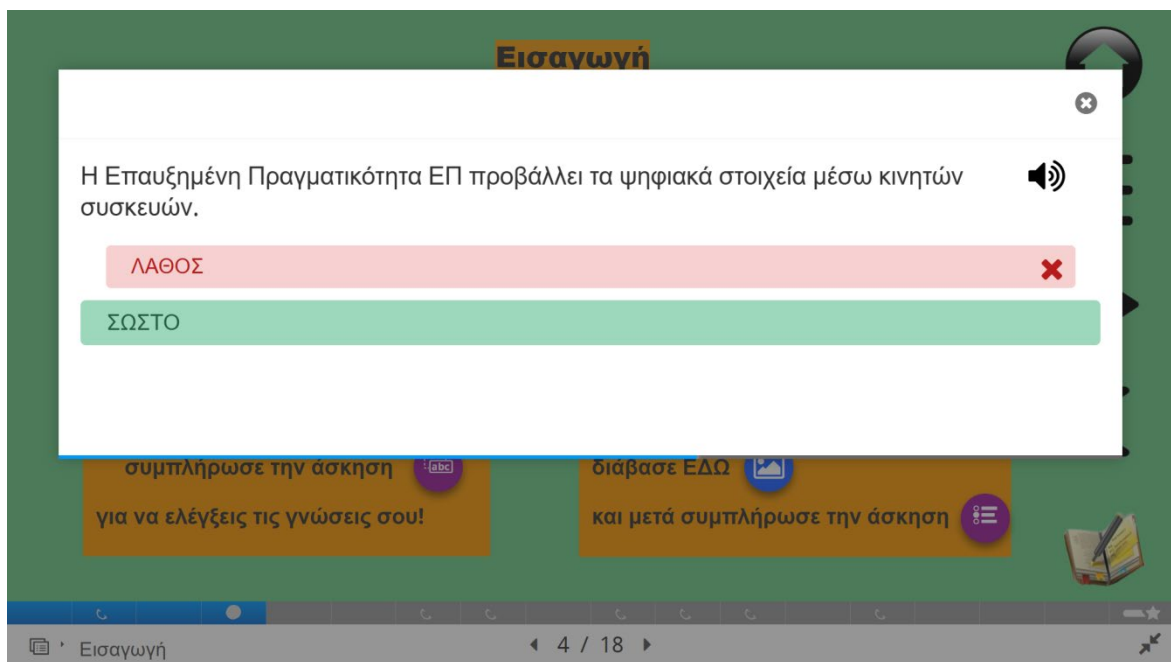 Εισαγωγή
Η Επαυξημένη Πραγματικότητα ΕΠ προβάλλει τα ψηφιακά στοιχεία μέσω κινητών
συσκευών.
ΛΑΘΟΣ
ΣΩΣΤΟ
συμπλήρωσε την άσκηση abc
για να ελέγξεις τις γνώσεις σου!
διάβασε ΕΔΩ
και μετά συμπλήρωσε την άσκηση
Εισαγωγή
4 / 18